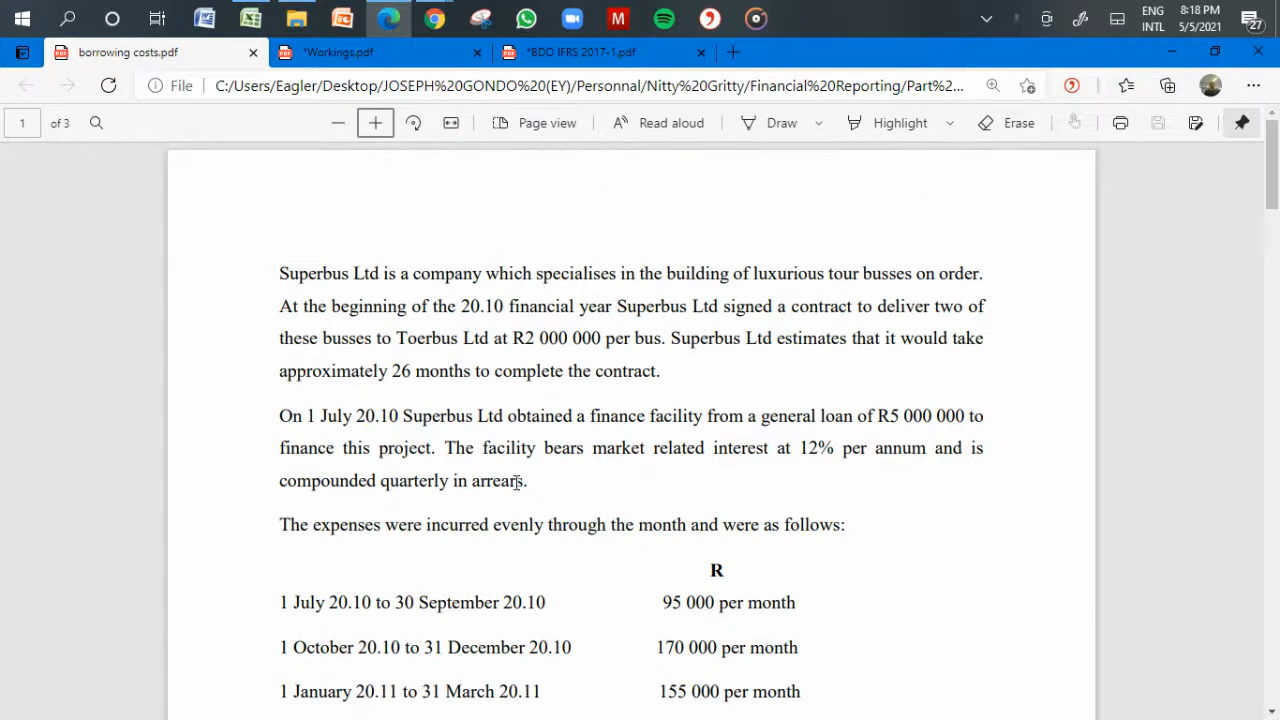 8:18 PM
ENG
INTL
5/5/2021
27
borrowing costs.pdf
*Workings.pdf
*BDO IFRS 2017-1.pdf
File
C:/Users/Eagler/Desktop/JOSEPH%20GONDO%20(EY)/Personnal/Nitty%20Gritty/Financial%20Reporting/Part%2...
1 of 3
Page view
Read aloud
Draw
Highlight
Erase
Superbus Ltd is a company which specialises in the building of luxurious tour busses on order.
At the beginning of the 20.10 financial year Superbus Ltd signed a contract to deliver two of
these busses to Toerbus Ltd at R2 000 000 per bus. Superbus Ltd estimates that it would take
approximately 26 months to complete the contract.
On 1 July 20.10 Superbus Ltd obtained a finance facility from a general loan of R5 000 000 to
finance this project. The facility bears market related interest at 12% per annum and is
compounded quarterly in arrears.
The expenses were incurred evenly through the month and were as follows:
R
1 July 20.10 to 30 September 20.10 95 000 per month
1 October 20.10 to 31 December 20.10 170 000 per month
1 January 20.11 to 31 March 20.11 155 000 per month